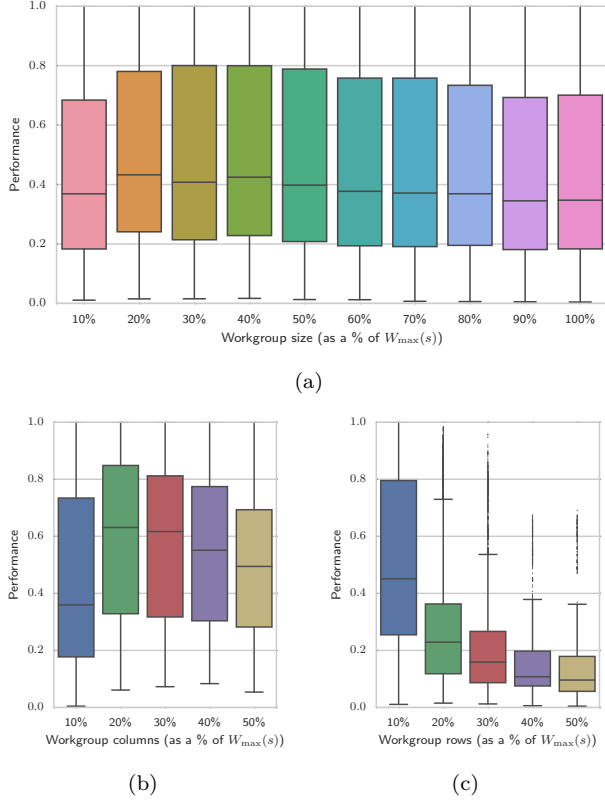 1.0
0.8
0.6
0.4
0.2
0.0
Performance
10% 20% 30% 40% 50% 60% 70% 80% 90% 100%
Workgroup size (as a % of W_max(s))
(a)
1.0
0.8
0.6
0.4
0.2
0.0
Performance
10% 20% 30% 40% 50%
Workgroup columns (as a % of W_max(s))
(b)
1.0
0.8
0.6
0.4
0.2
0.0
Performance
10% 20% 30% 40% 50%
Workgroup rows (as a % of W_max(s))
(c)